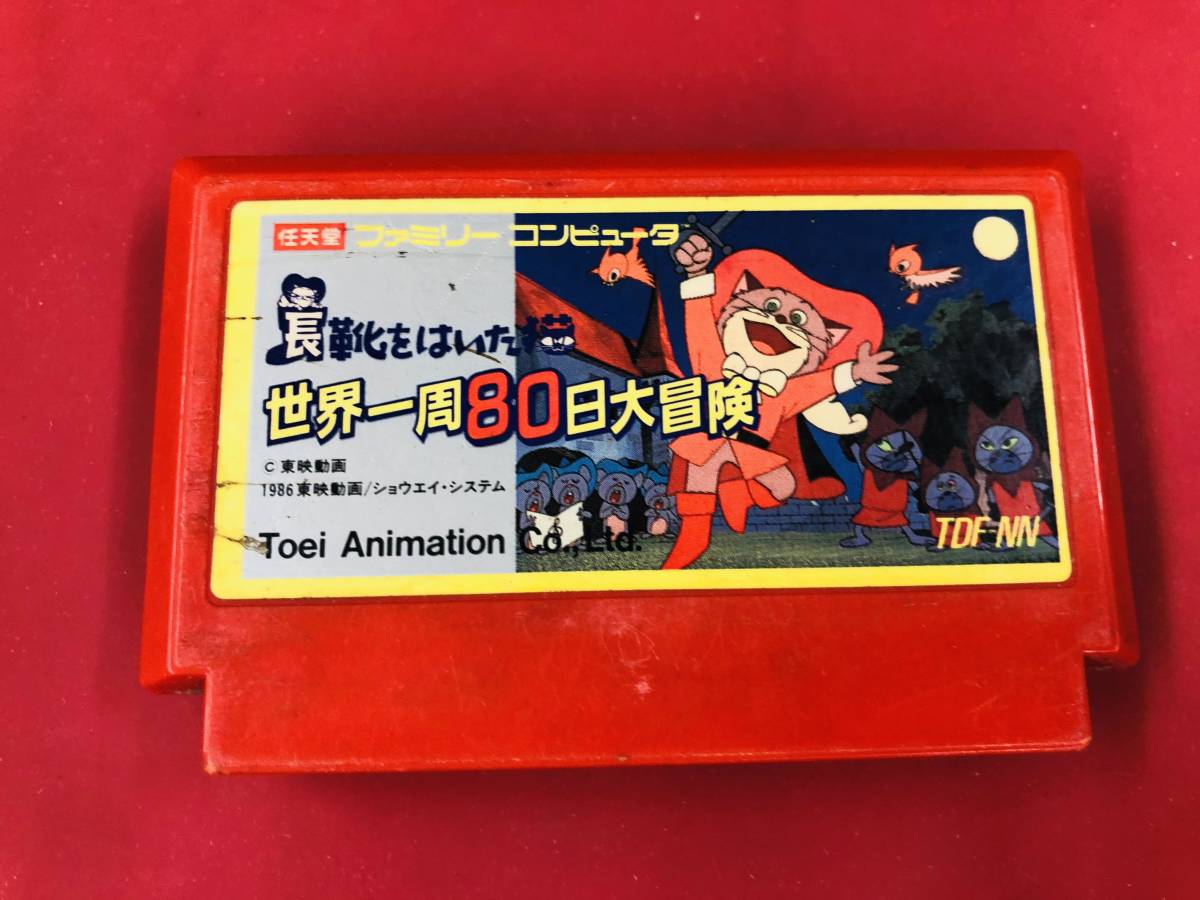 任天堂 ファミリー コンピュータ
長靴をはいた猫
世界一周80日大冒険
© 東映動画
1986 東映動画/ショウエイ・システム
Toei Animation Co., Ltd.
TDF-NN